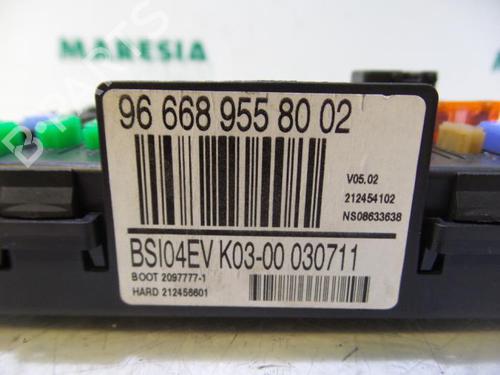 MARESIA
96 668 955 80 02
V05.02
212454102
NS08633638
BSI04EV K03-00 030711
BOOT 2097777-1
HARD 212456601